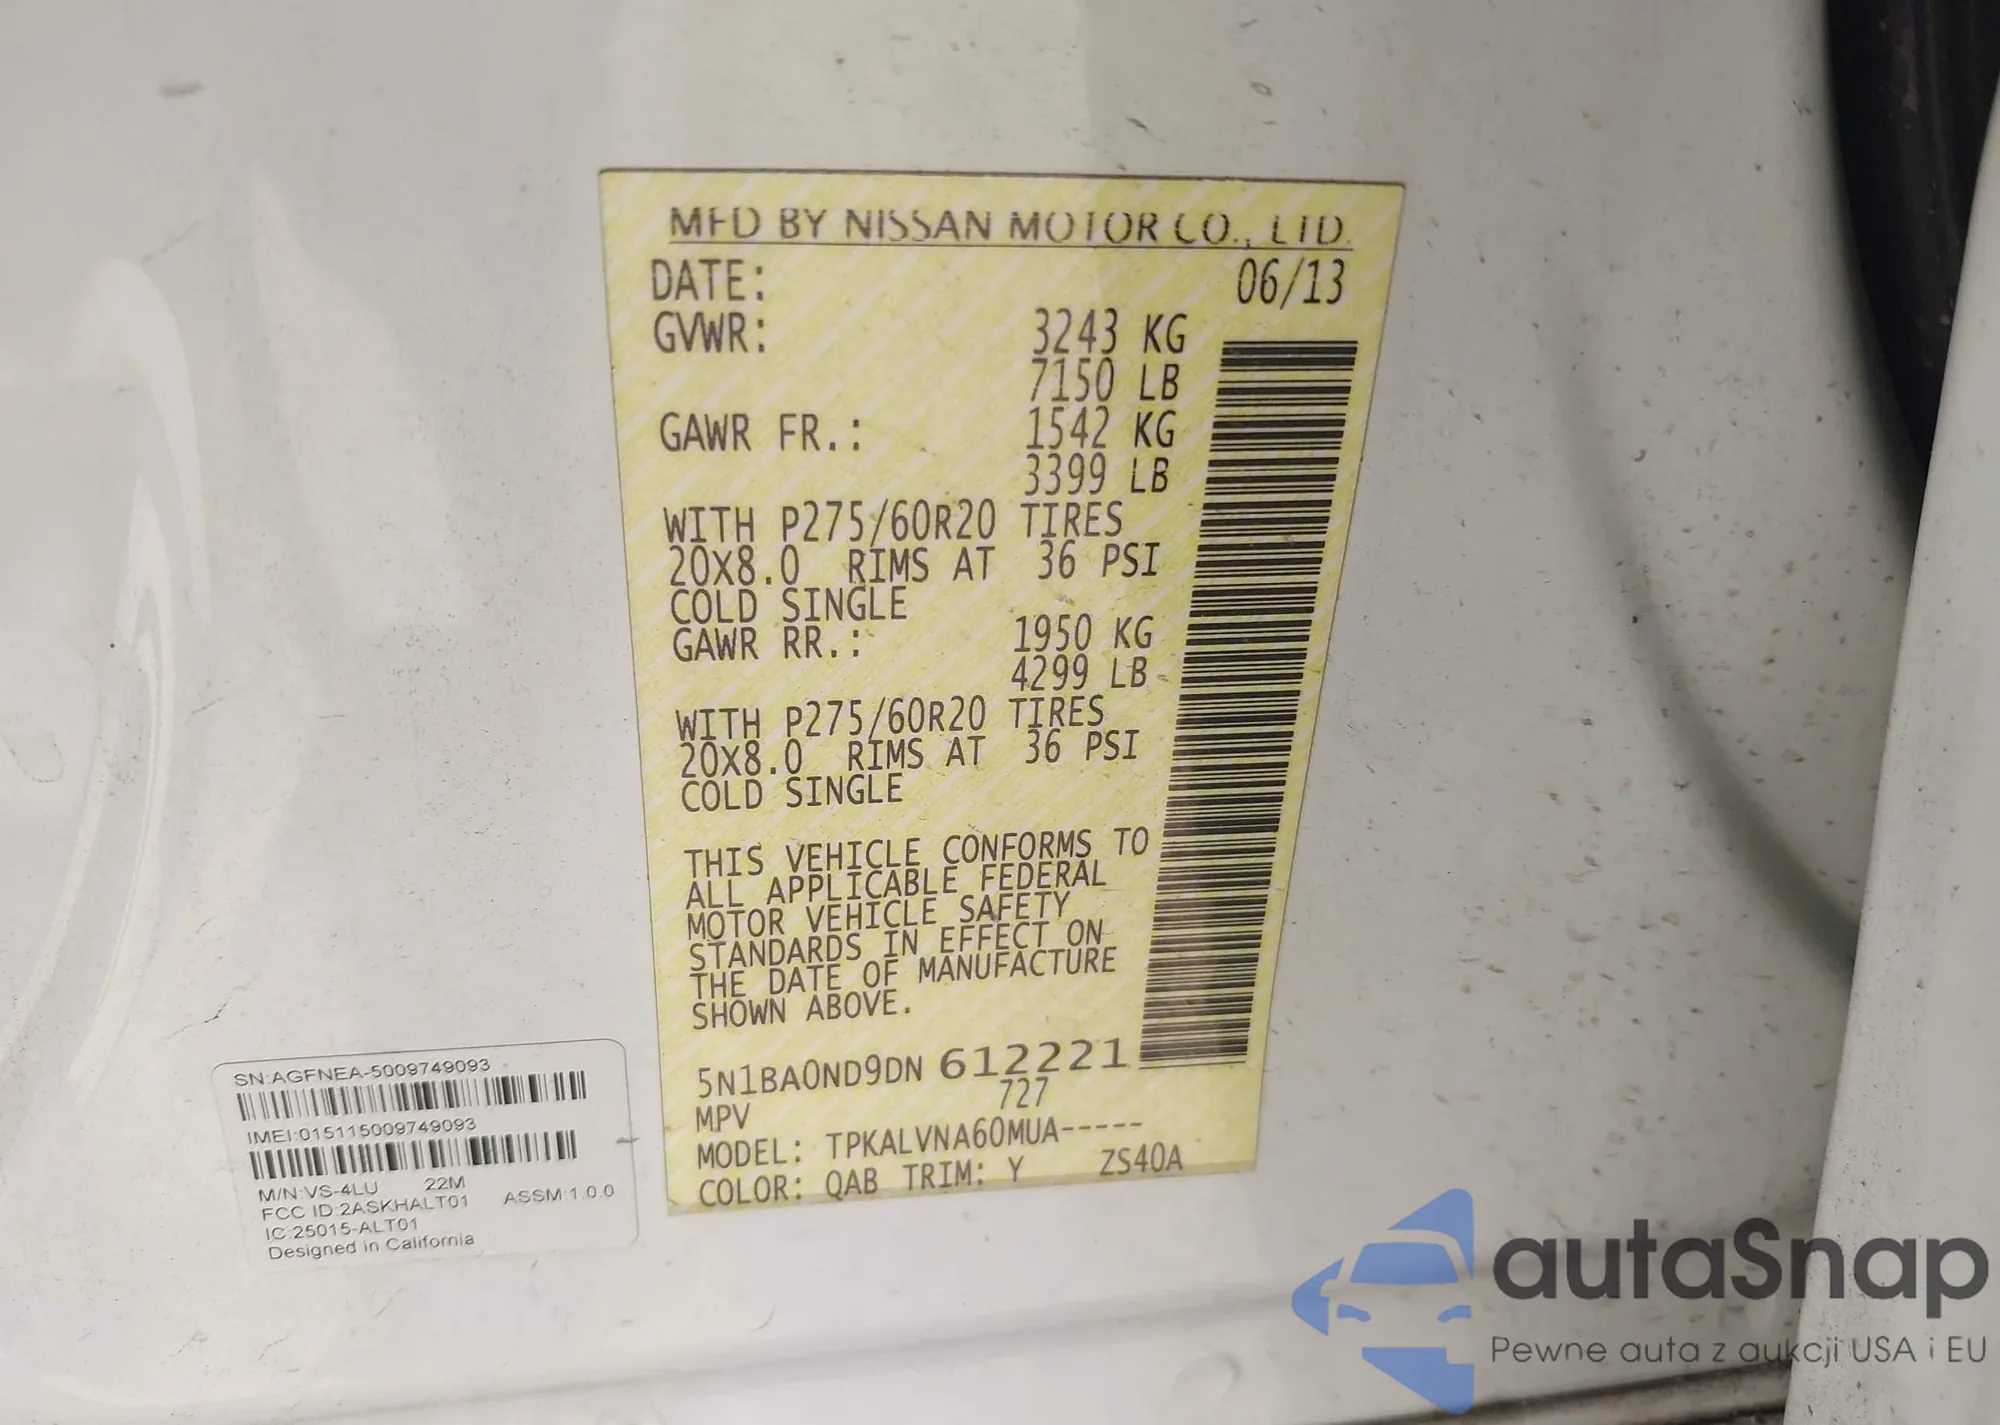 MFD BY NISSAN MOTOR CO., LTD.
DATE: 06/13
GVWR: 3243 KG
7150 LB
GAWR FR.: 1542 KG
3399 LB
WITH P275/60R20 TIRES
20X8.0 RIMS AT 36 PSI
COLD SINGLE
GAWR RR.: 1950 KG
4299 LB
WITH P275/60R20 TIRES
20X8.0 RIMS AT 36 PSI
COLD SINGLE
THIS VEHICLE CONFORMS TO
ALL APPLICABLE FEDERAL
MOTOR VEHICLE SAFETY
STANDARDS IN EFFECT ON
THE DATE OF MANUFACTURE
SHOWN ABOVE.
5N1BA0ND9DN 612221
MPV 727
MODEL: TPKALVNA60MUA-----
COLOR: QAB TRIM: Y ZS40A
SN:AGFNEA-5009749093
IMEI:015115009749093
M/N:VS-4LU 22M
FCC ID:2ASKHALT01 ASSM:1.0.0
IC:25015-ALT01
Designed in California
autaSnap
Pewne auta z aukcji USA i EU